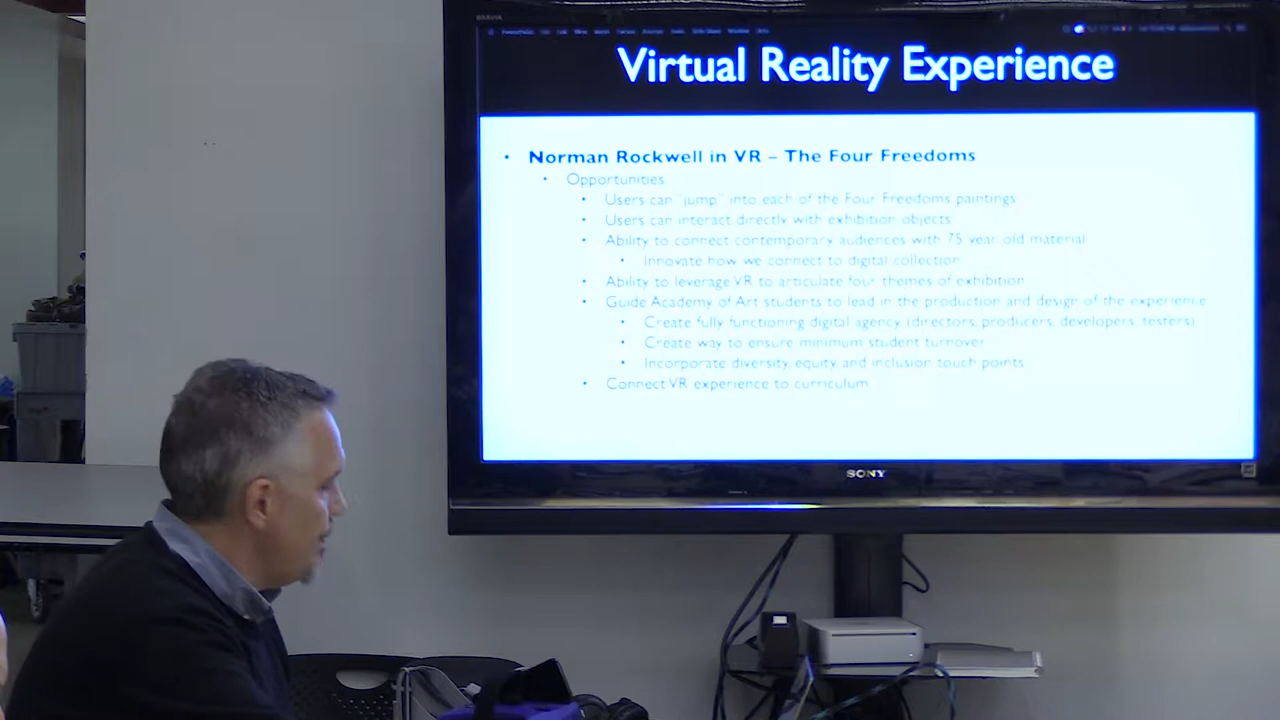 BRAVIA
Virtual Reality Experience
• Norman Rockwell in VR – The Four Freedoms
• Opportunities
• Users can "jump" into each of the Four Freedoms paintings
• Users can interact directly with exhibition objects
• Ability to connect contemporary audiences with 75 year old material
• Innovate how we connect to digital collection
• Ability to leverage VR to articulate four themes of exhibition
• Guide Academy of Art students to lead in the production and design of the experience
• Create fully functioning digital agency (directors, producers, developers, testers)
• Create way to ensure minimum student turnover
• Incorporate diversity, equity, and inclusion touch points
• Connect VR experience to curriculum
SONY